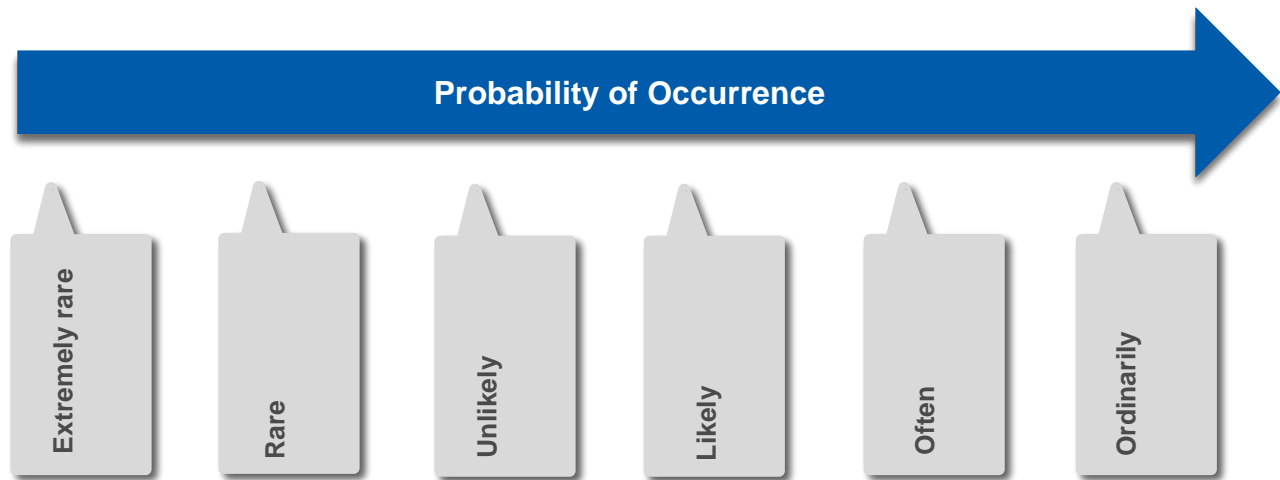 Probability of Occurrence
Extremely rare
Rare
Unlikely
Likely
Often
Ordinarily